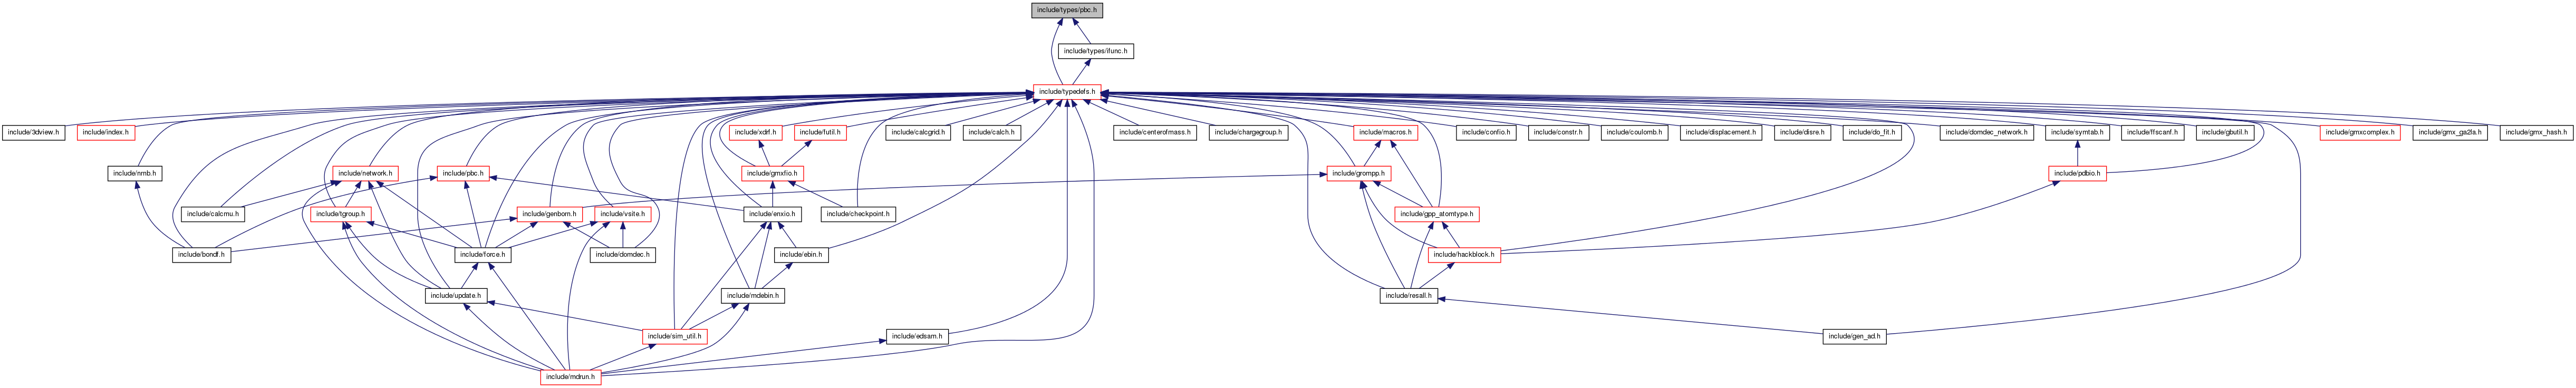 include/types/pbc.h
include/types/ifunc.h
include/typedefs.h
include/3dview.h
include/index.h
include/xdrf.h
include/futil.h
include/calcgrid.h
include/calch.h
include/centerofmass.h
include/chargegroup.h
include/macros.h
include/confio.h
include/constr.h
include/coulomb.h
include/displacement.h
include/disre.h
include/do_fit.h
include/domdec_network.h
include/symtab.h
include/ffscanf.h
include/gbutil.h
include/gmxcomplex.h
include/gmx_ga2la.h
include/gmx_hash.h
include/nrnb.h
include/network.h
include/pbc.h
include/gmxfio.h
include/grompp.h
include/pdbio.h
include/calcmu.h
include/tgroup.h
include/genborn.h
include/vsite.h
include/enxio.h
include/checkpoint.h
include/gpp_atomtype.h
include/bondf.h
include/force.h
include/domdec.h
include/ebin.h
include/hackblock.h
include/update.h
include/mdebin.h
include/resall.h
include/sim_util.h
include/edsam.h
include/gen_ad.h
include/mdrun.h